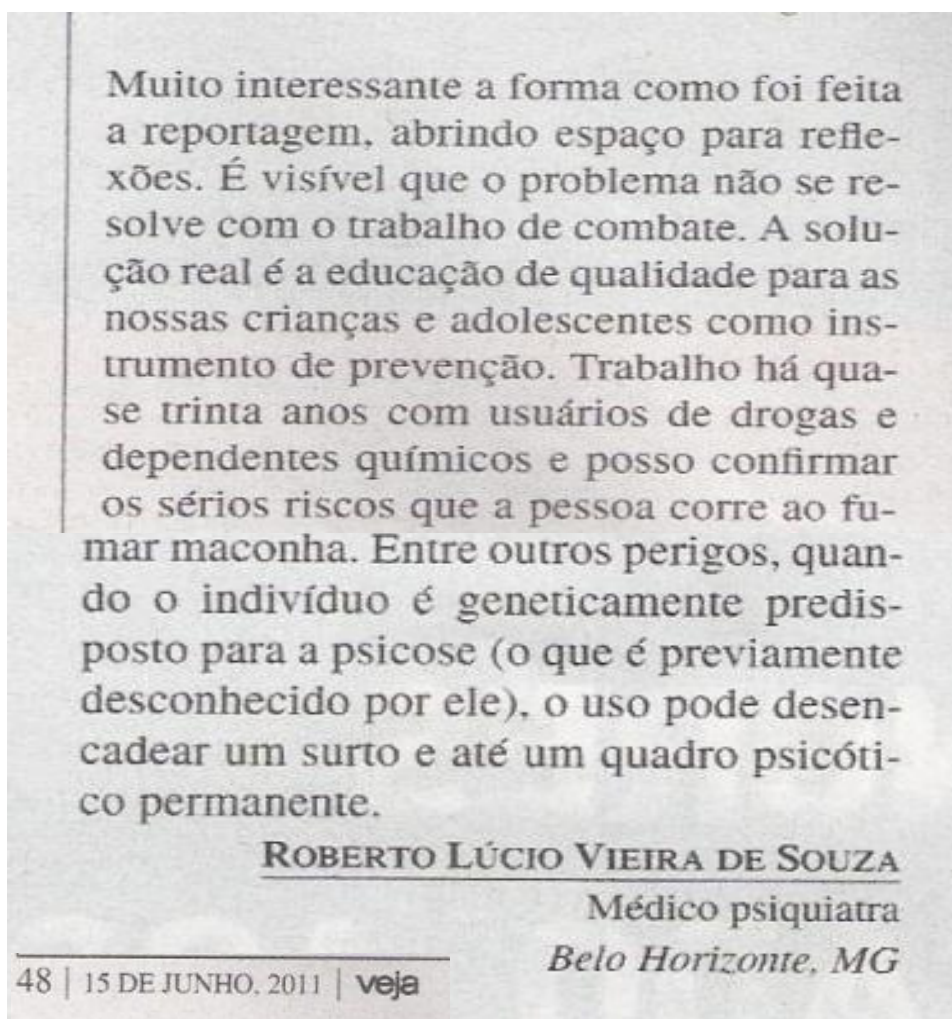 Muito interessante a forma como foi feita
a reportagem, abrindo espaço para refle-
xões. É visível que o problema não se re-
solve com o trabalho de combate. A solu-
ção real é a educação de qualidade para as
nossas crianças e adolescentes como ins-
trumento de prevenção. Trabalho há qua-
se trinta anos com usuários de drogas e
dependentes químicos e posso confirmar
os sérios riscos que a pessoa corre ao fu-
mar maconha. Entre outros perigos, quan-
do o indivíduo é geneticamente predis-
posto para a psicose (o que é previamente
desconhecido por ele), o uso pode desen-
cadear um surto e até um quadro psicóti-
co permanente.
ROBERTO LÚCIO VIEIRA DE SOUZA
Médico psiquiatra
Belo Horizonte, MG
48 | 15 DE JUNHO, 2011 | veja